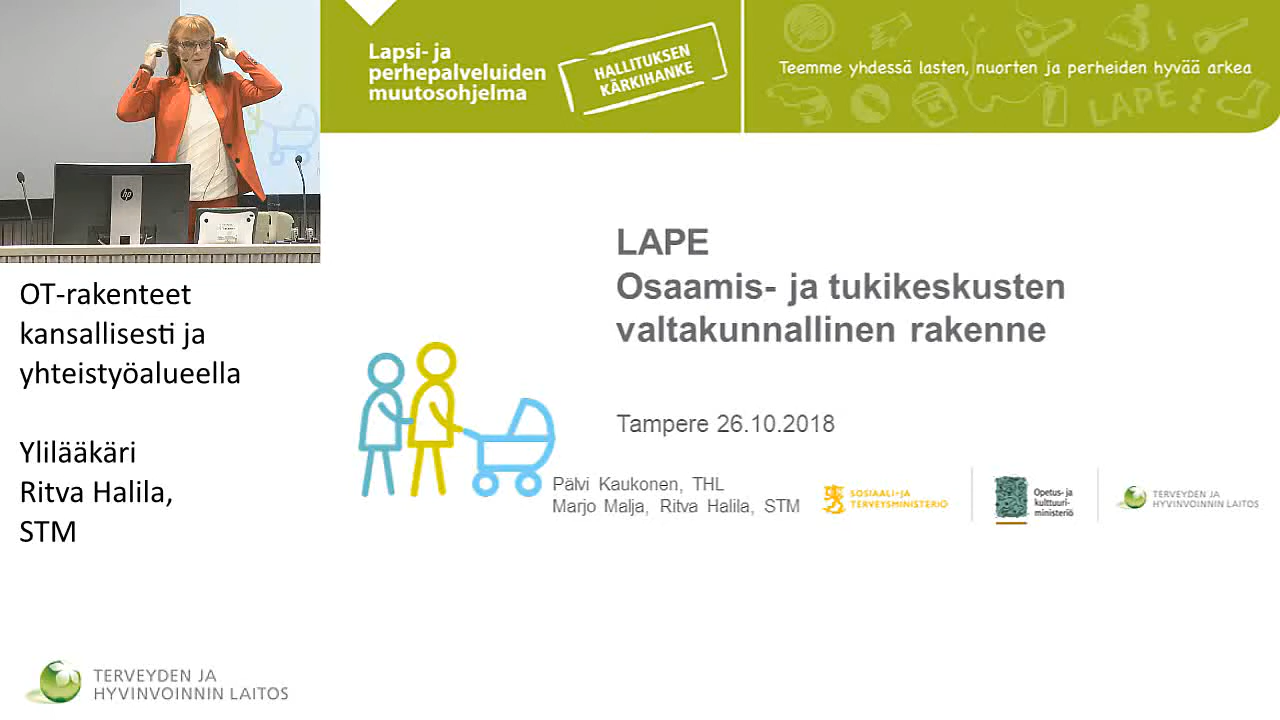 Lapsi- ja
perhepalveluiden
muutosohjelma
HALLITUKSEN
KÄRKIHANKE
Teemme yhdessä lasten, nuorten ja perheiden hyvää arkea
LAPE
hp
LAPE
Osaamis- ja tukikeskusten
valtakunnallinen rakenne
Tampere 26.10.2018
Pälvi Kaukonen, THL
Marjo Malja, Ritva Halila, STM
SOSIAALI- JA
TERVEYSMINISTERIÖ
Opetus- ja
kulttuuri-
ministeriö
TERVEYDEN JA
HYVINVOINNIN LAITOS
OT-rakenteet
kansallisesti ja
yhteistyöalueella
Ylilääkäri
Ritva Halila,
STM
TERVEYDEN JA
HYVINVOINNIN LAITOS